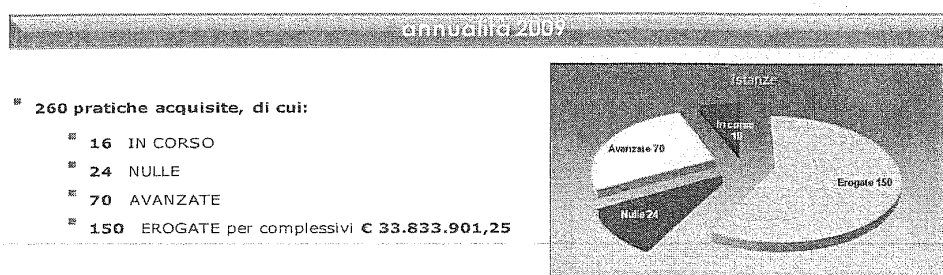 annualità 2009
260 pratiche acquisite, di cui:
16 IN CORSO
24 NULLE
70 AVANZATE
150 EROGATE per complessivi € 33.833.901,25
Istanze
In corso
16
Avanzate 70
Erogate 150
Nulle 24